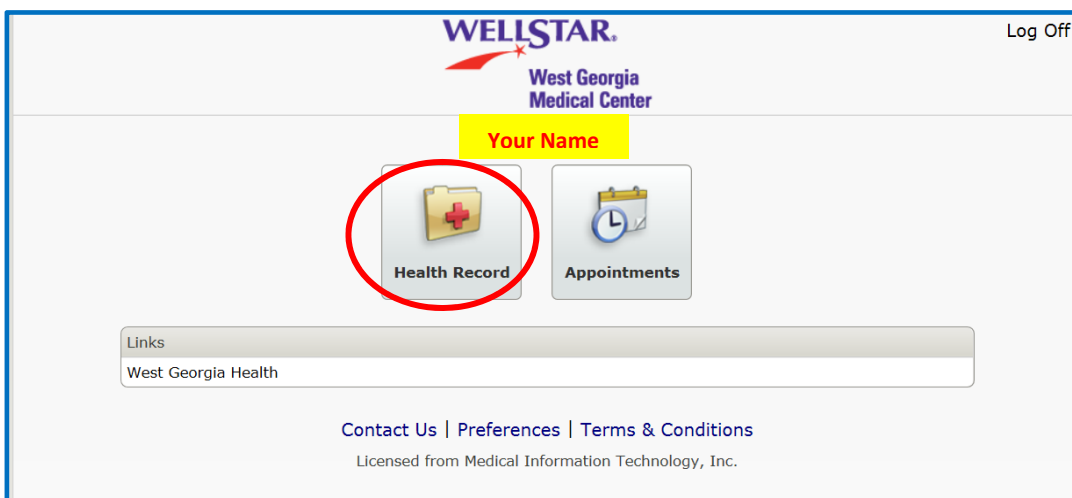 WELLSTAR.
Log Off
West Georgia
Medical Center
Your Name
Health Record
Appointments
Links
West Georgia Health
Contact Us | Preferences | Terms & Conditions
Licensed from Medical Information Technology, Inc.